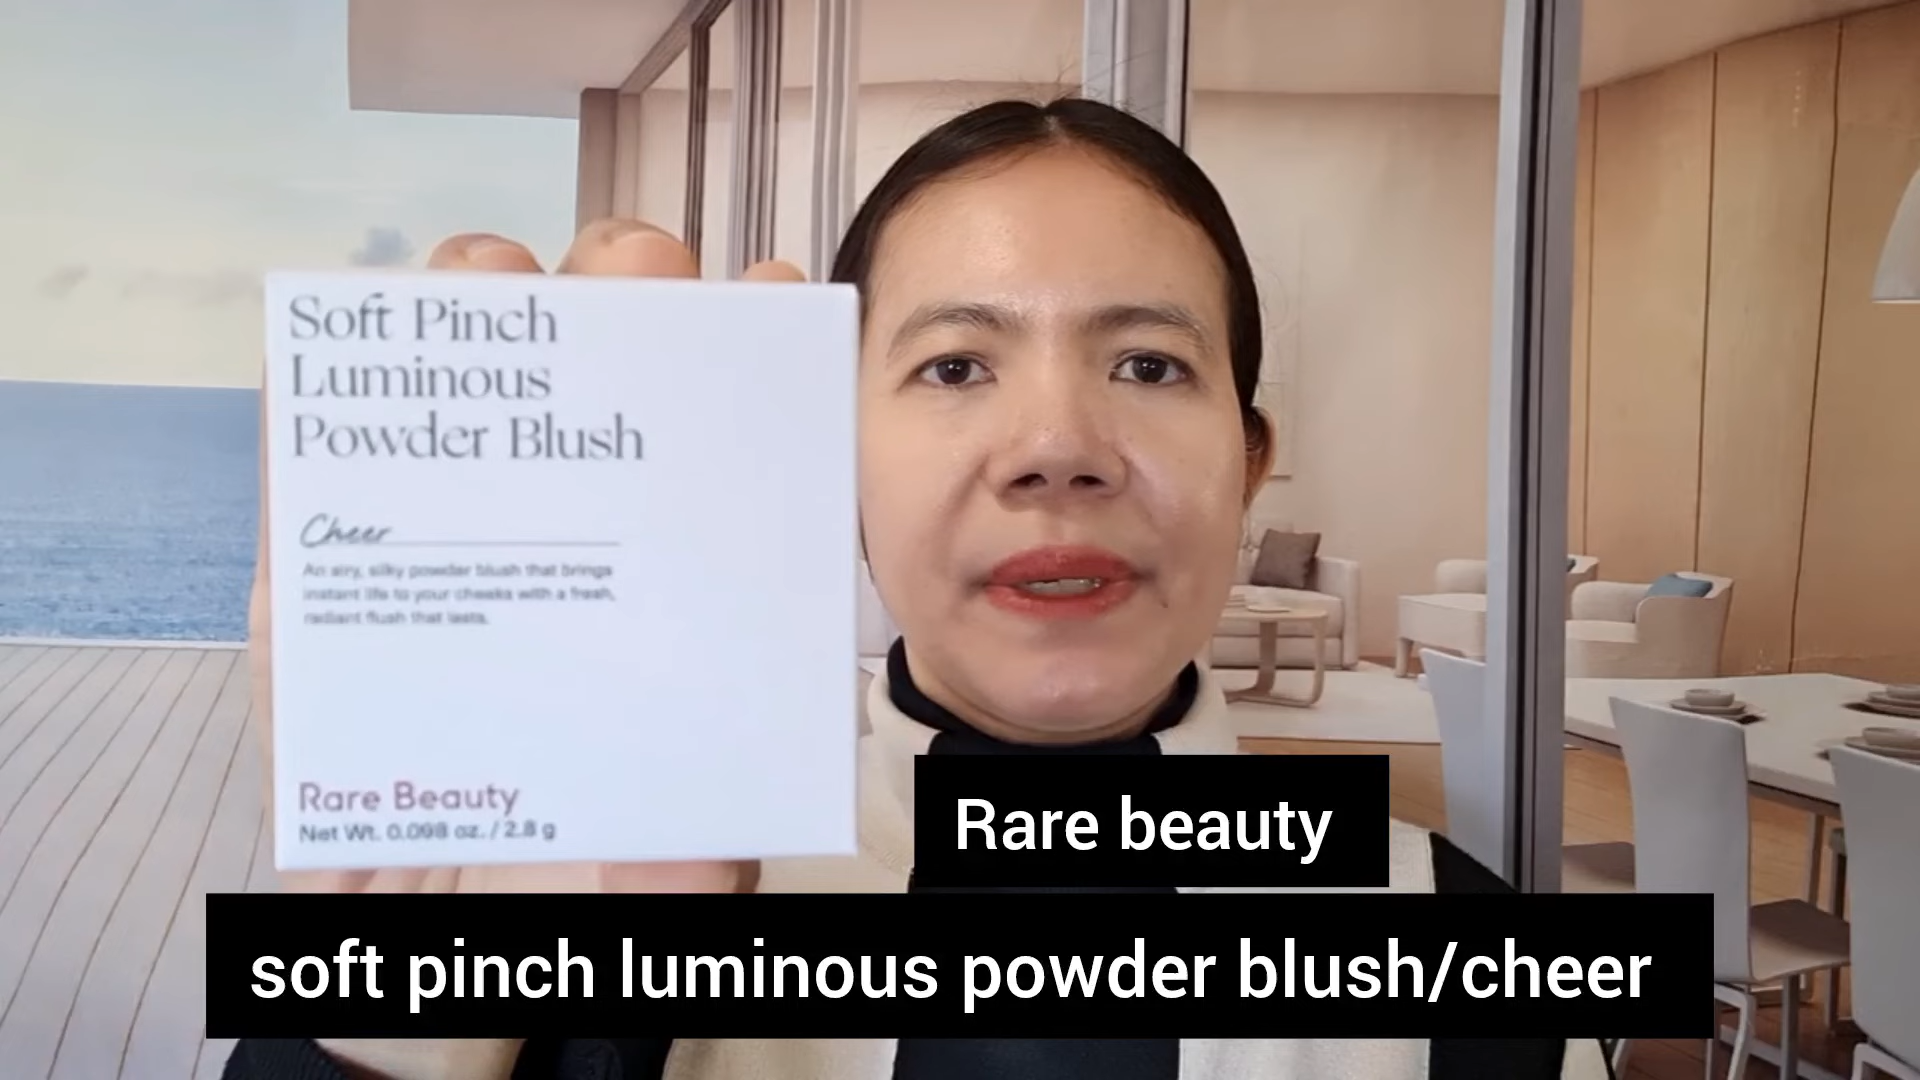 Soft Pinch
Luminous
Powder Blush
Cheer
An airy, silky powder blush that brings
instant life to your cheeks with a fresh,
radiant flush that lasts.
Rare Beauty
Net Wt. 0.098 oz. / 2.8 g
Rare beauty
soft pinch luminous powder blush/cheer